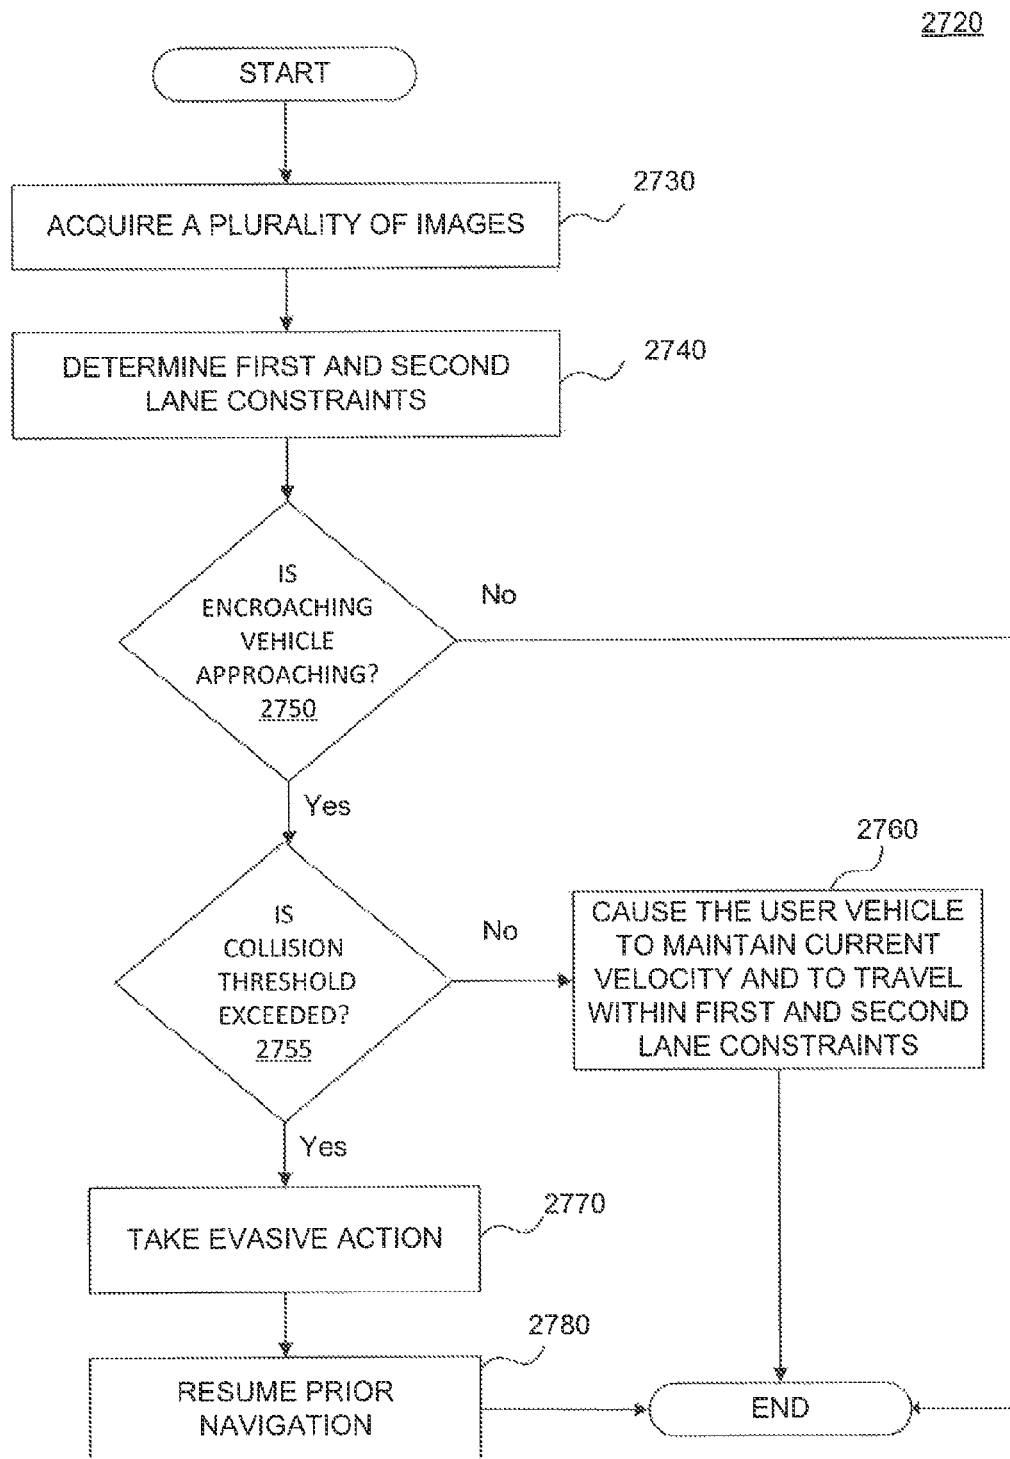 2720
START
2730
ACQUIRE A PLURALITY OF IMAGES
2740
DETERMINE FIRST AND SECOND
LANE CONSTRAINTS
IS
ENCROACHING
VEHICLE
APPROACHING?
2750
No
Yes
2760
IS
COLLISION
THRESHOLD
EXCEEDED?
2755
No
CAUSE THE USER VEHICLE
TO MAINTAIN CURRENT
VELOCITY AND TO TRAVEL
WITHIN FIRST AND SECOND
LANE CONSTRAINTS
Yes
2770
TAKE EVASIVE ACTION
2780
RESUME PRIOR
NAVIGATION
END